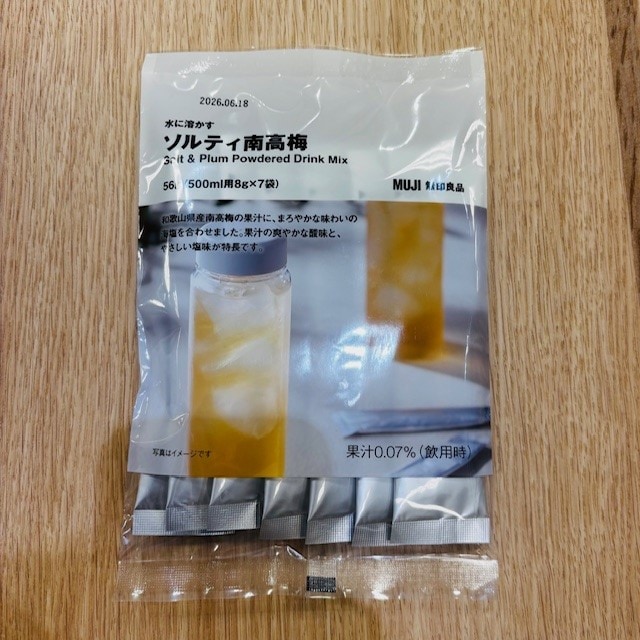 2026.06.18
水に溶かす
ソルティ南高梅
Salt & Plum Powdered Drink Mix
56g (500ml用8g×7袋)
MUJI 無印良品
和歌山県産南高梅の果汁に、まろやかな味わいの
海塩を合わせました。果汁の爽やかな酸味と、
やさしい塩味が特長です。
写真はイメージです
果汁0.07%(飲用時)